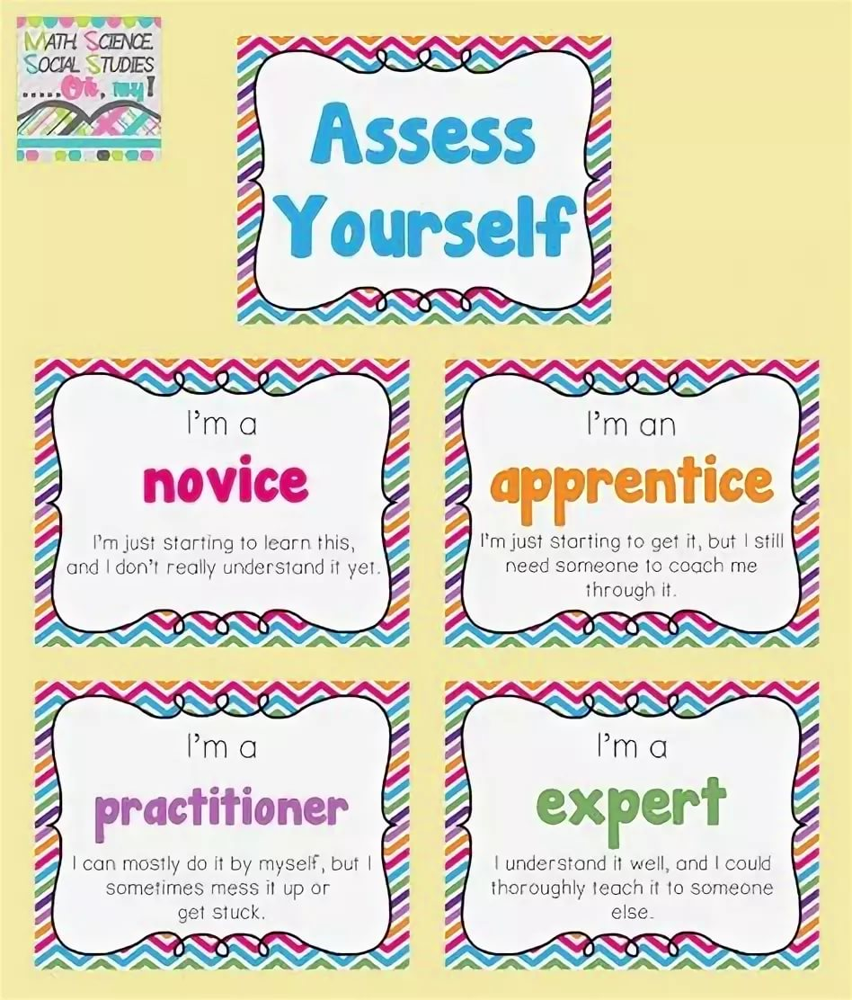 MATH SCIENCE
SOCIAL STUDIES
.....Oh, my!
Assess
Yourself
I'm a
novice
I'm just starting to learn this,
and I don't really understand it yet.
I'm an
apprentice
I'm just starting to get it, but I still
need someone to coach me
through it.
I'm a
practitioner
I can mostly do it by myself, but I
sometimes mess it up or
get stuck.
I'm a
expert
I understand it well, and I could
thoroughly teach it to someone
else.